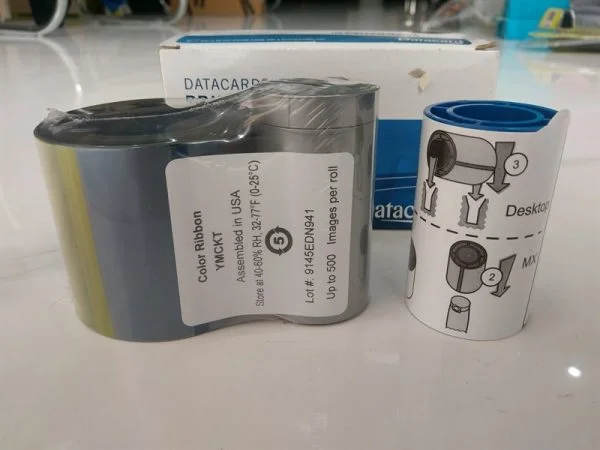 DATACARD®
Color Ribbon
YMCKT
Assembled in USA
Store at 40-60% RH, 32-77°F (0-25°C)
5
Lot #: 9145EDN941
Up to 500 Images per roll
3
Desktop
2
MX